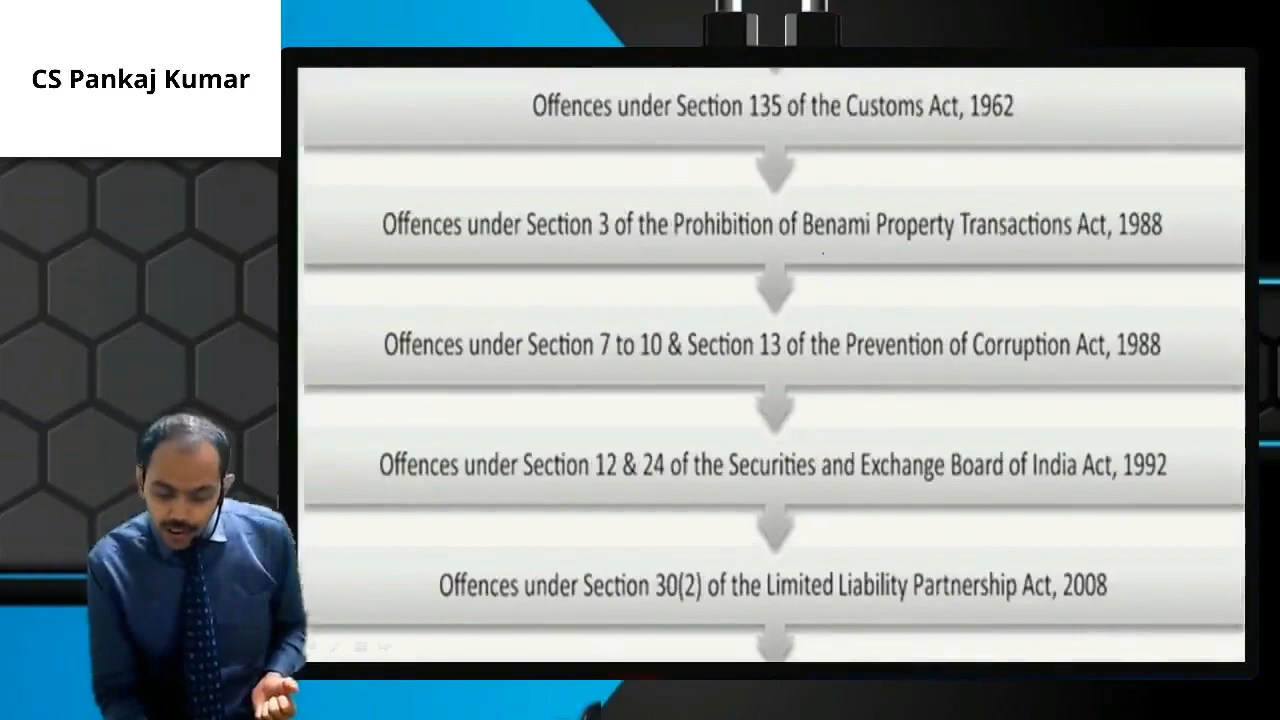 CS Pankaj Kumar
Offences under Section 135 of the Customs Act, 1962
Offences under Section 3 of the Prohibition of Benami Property Transactions Act, 1988
Offences under Section 7 to 10 & Section 13 of the Prevention of Corruption Act, 1988
Offences under Section 12 & 24 of the Securities and Exchange Board of India Act, 1992
Offences under Section 30(2) of the Limited Liability Partnership Act, 2008